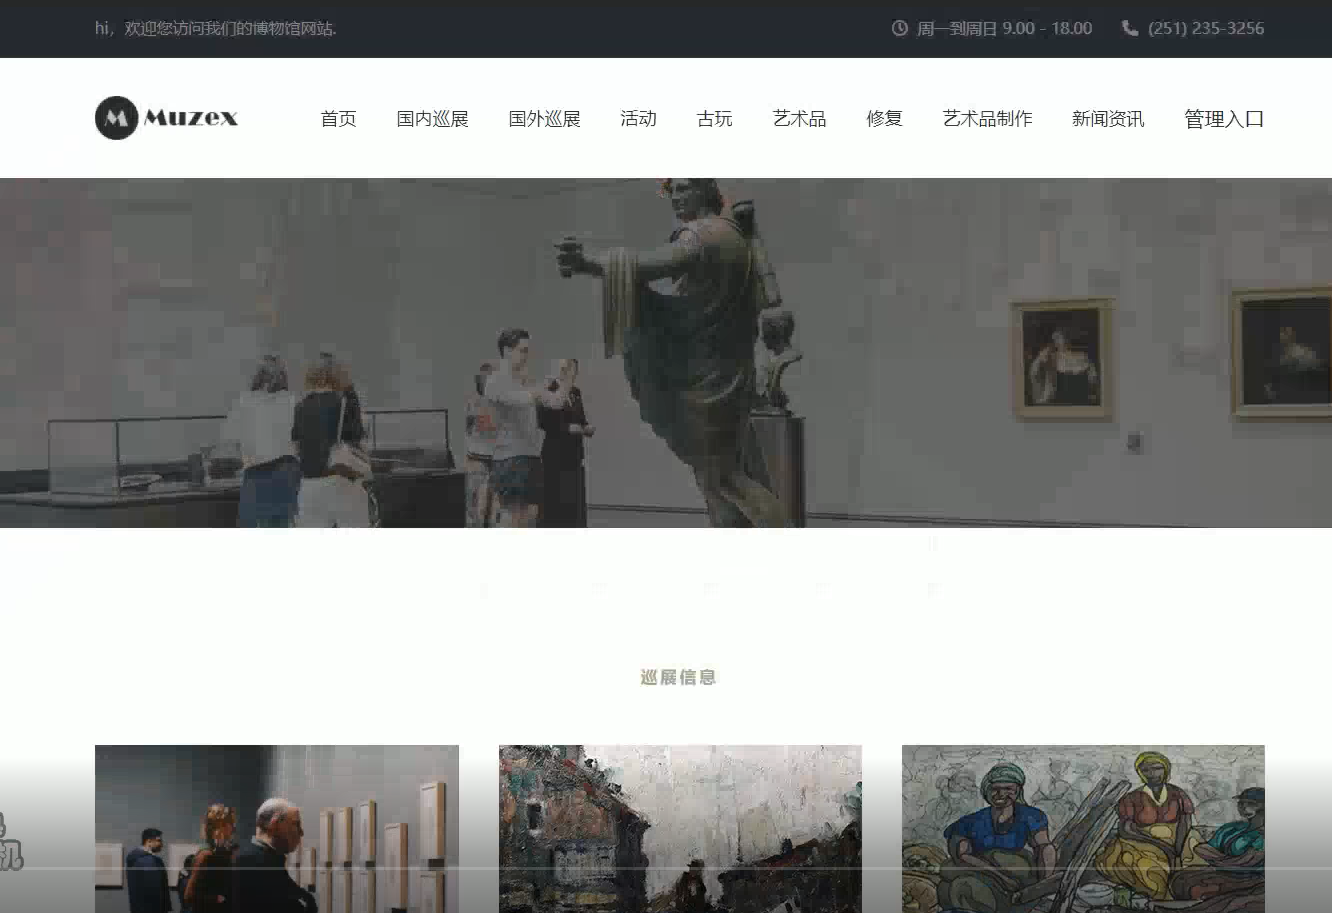 hi，欢迎您访问我们的博物馆网站.
周一到周日 9.00 - 18.00
(251) 235-3256
M Muzex
首页 国内巡展 国外巡展 活动 古玩 艺术品 修复 艺术品制作 新闻资讯 管理入口
巡展信息
机